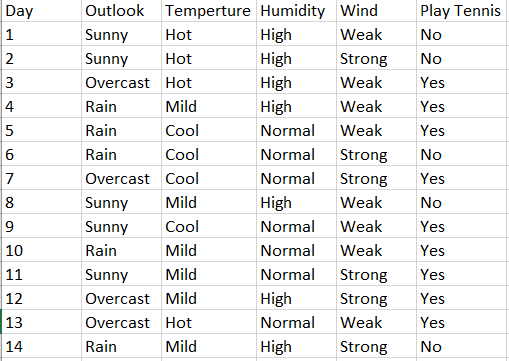 Day Outlook Temperture Humidity Wind Play Tennis
1 Sunny Hot High Weak No
2 Sunny Hot High Strong No
3 Overcast Hot High Weak Yes
4 Rain Mild High Weak Yes
5 Rain Cool Normal Weak Yes
6 Rain Cool Normal Strong No
7 Overcast Cool Normal Strong Yes
8 Sunny Mild High Weak No
9 Sunny Cool Normal Weak Yes
10 Rain Mild Normal Weak Yes
11 Sunny Mild Normal Strong Yes
12 Overcast Mild High Strong Yes
13 Overcast Hot Normal Weak Yes
14 Rain Mild High Strong No